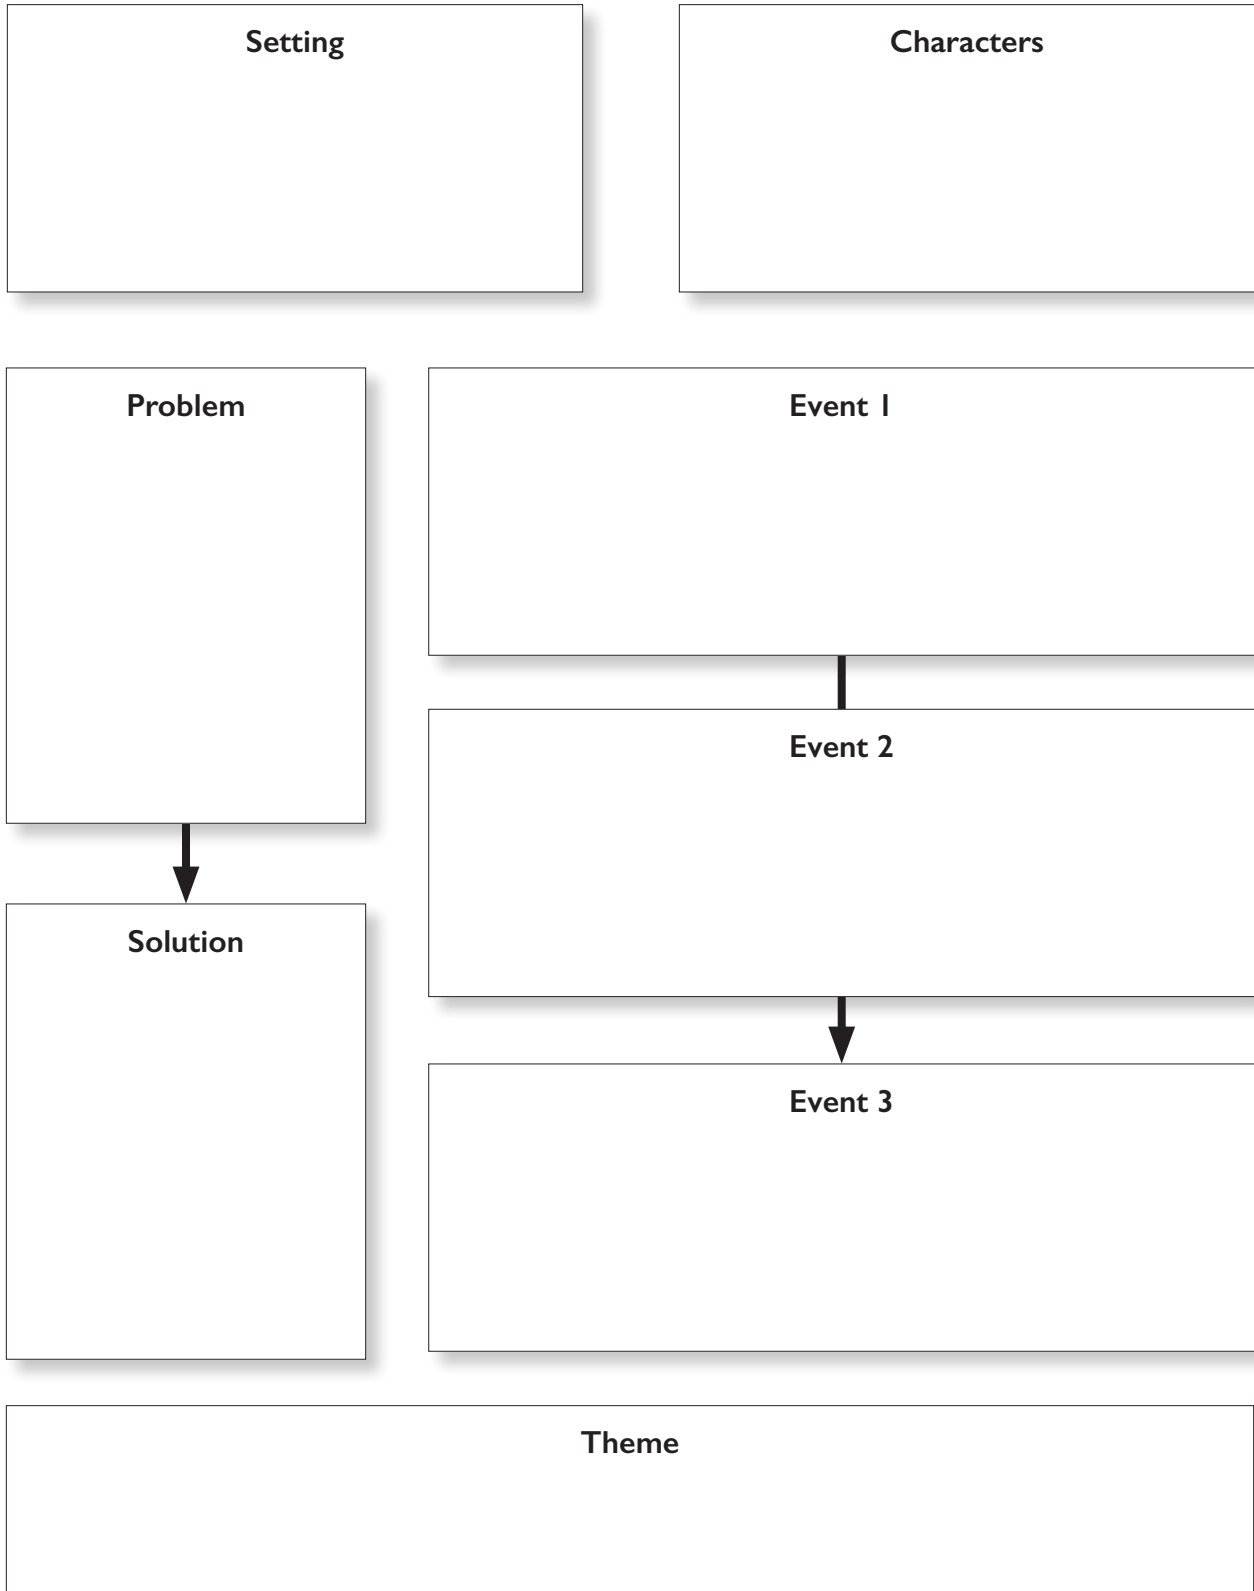 Setting
Characters
Problem
Event 1
Event 2
Solution
Event 3
Theme